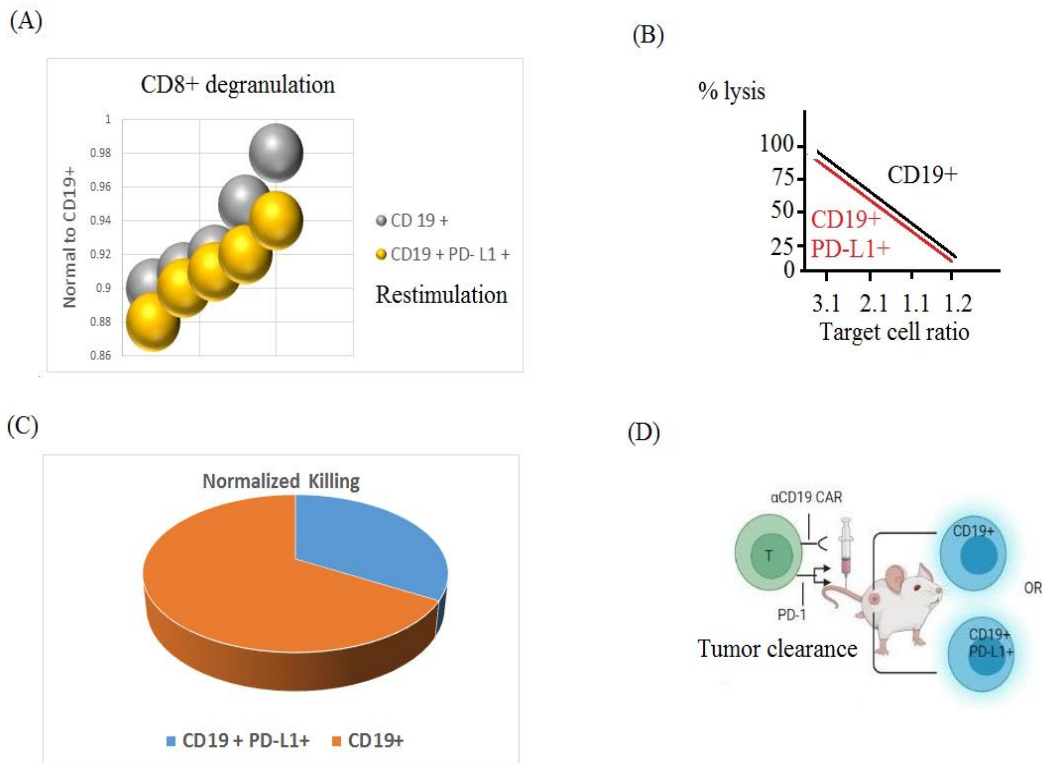 (A)
CD8+ degranulation
1
0.98
0.96
0.94
0.92
0.9
0.88
0.86
Normal to CD19+
CD 19 +
CD19 + PD- L1 +
Restimulation
(B)
% lysis
100
75
50
25
0
CD19+
CD19+
PD-L1+
3.1 2.1 1.1 1.2
Target cell ratio
(C)
Normalized Killing
CD19 + PD-L1+ CD19+
(D)
αCD19 CAR
T
PD-1
Tumor clearance
CD19+
OR
CD19+
PD-L1+